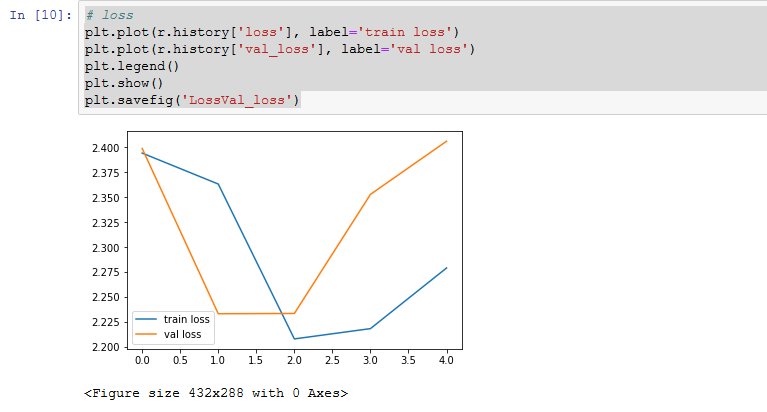 In [10]:
# loss
plt.plot(r.history['loss'], label='train loss')
plt.plot(r.history['val_loss'], label='val loss')
plt.legend()
plt.show()
plt.savefig('LossVal_loss')
2.400
2.375
2.350
2.325
2.300
2.275
2.250
2.225
2.200
train loss
val loss
0.0 0.5 1.0 1.5 2.0 2.5 3.0 3.5 4.0
<Figure size 432x288 with 0 Axes>